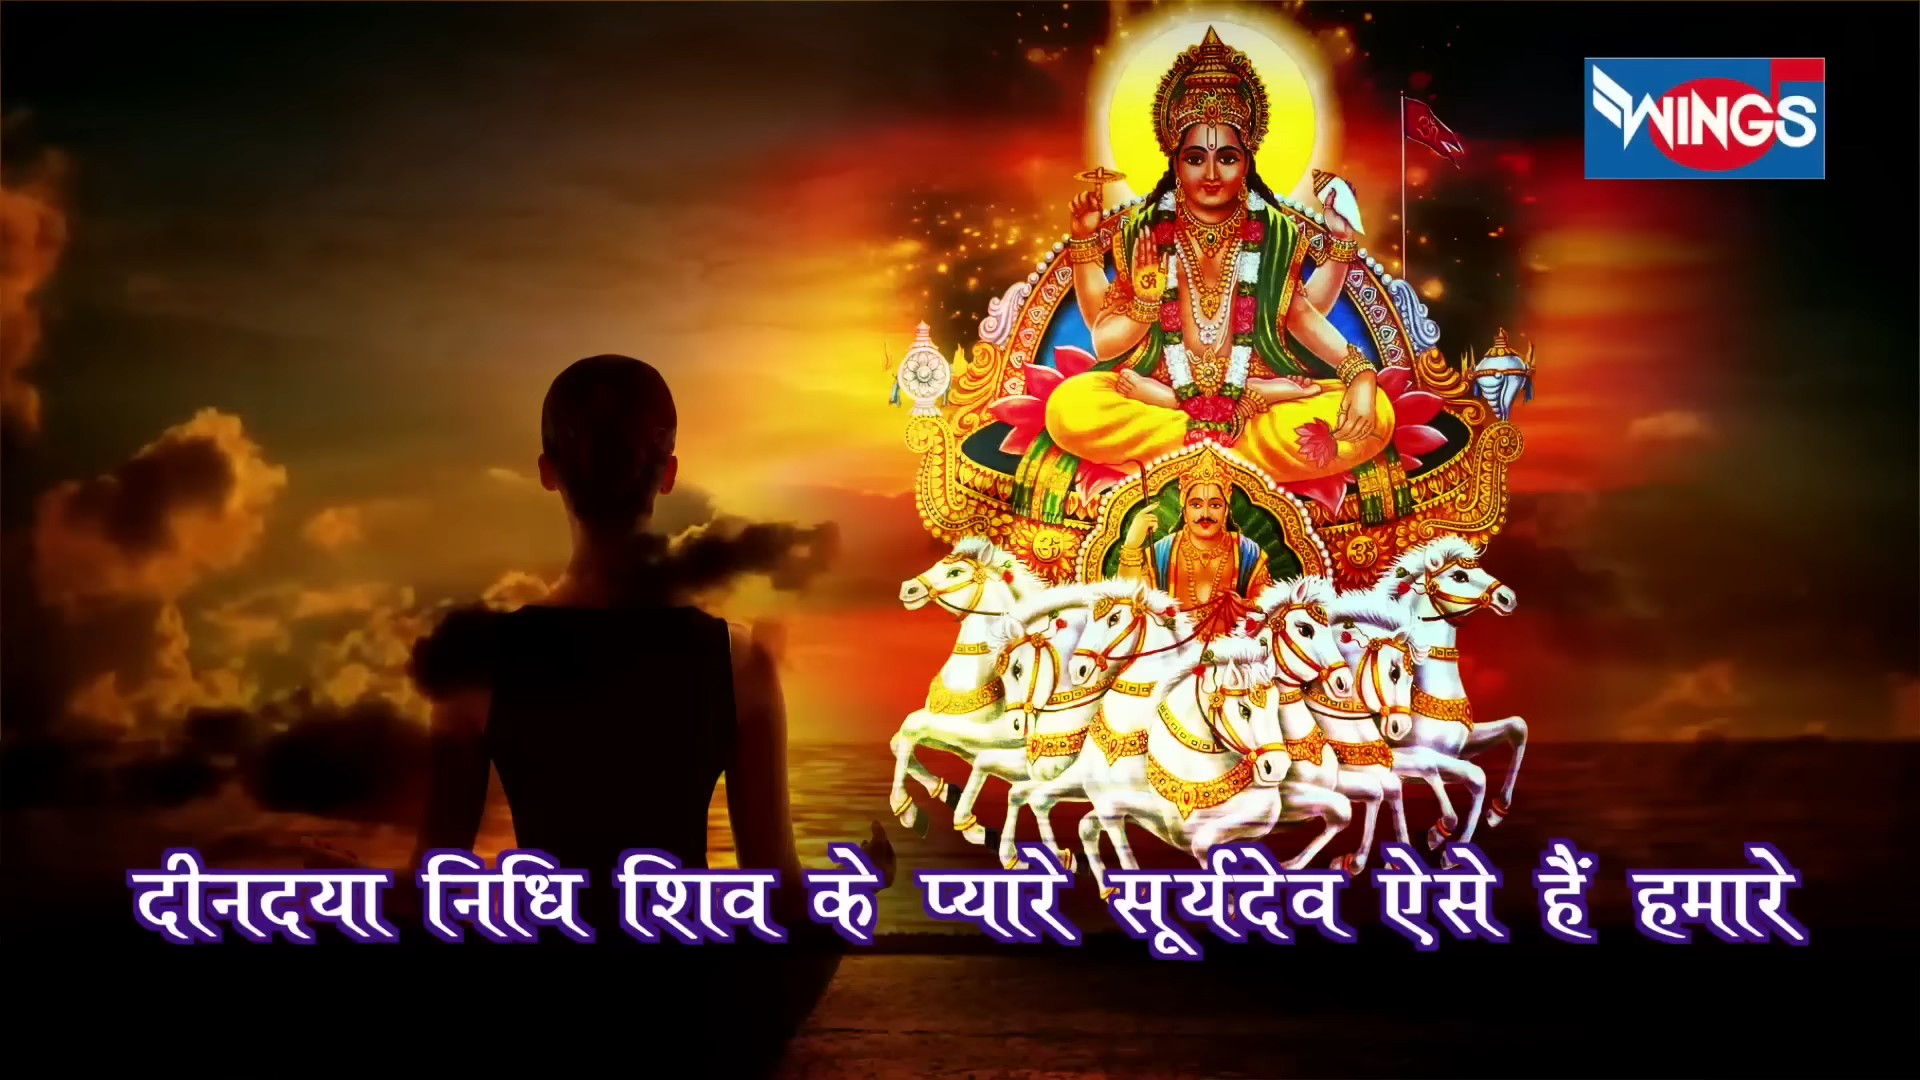 WINGS
ॐ
दीनदया निधि शिव के प्यारे सूर्यदेव ऐसे हैं हमारे